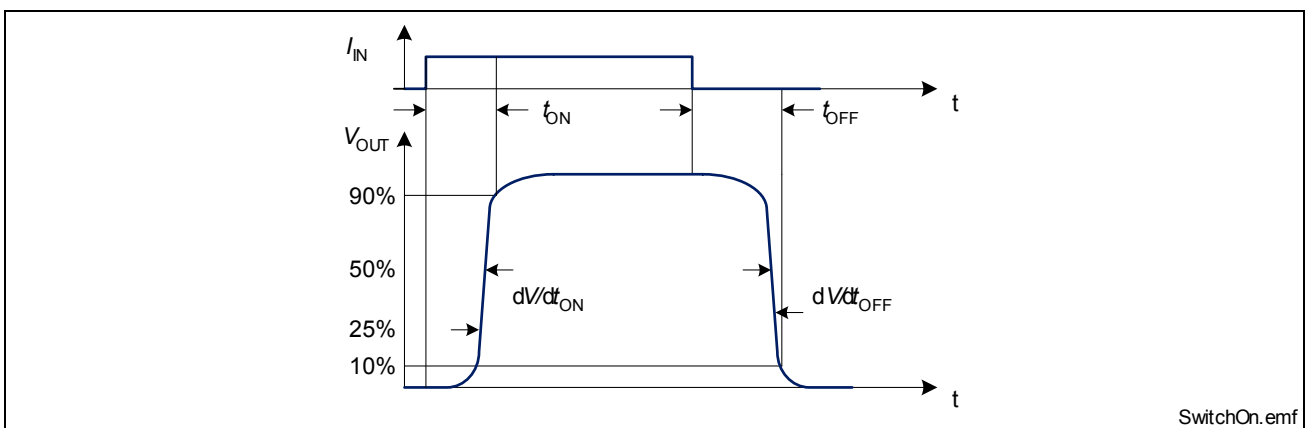 I_IN
t
t_ON
t_OFF
V_OUT
90%
50%
dV/dt_ON
dV/dt_OFF
25%
10%
t
SwitchOn.emf